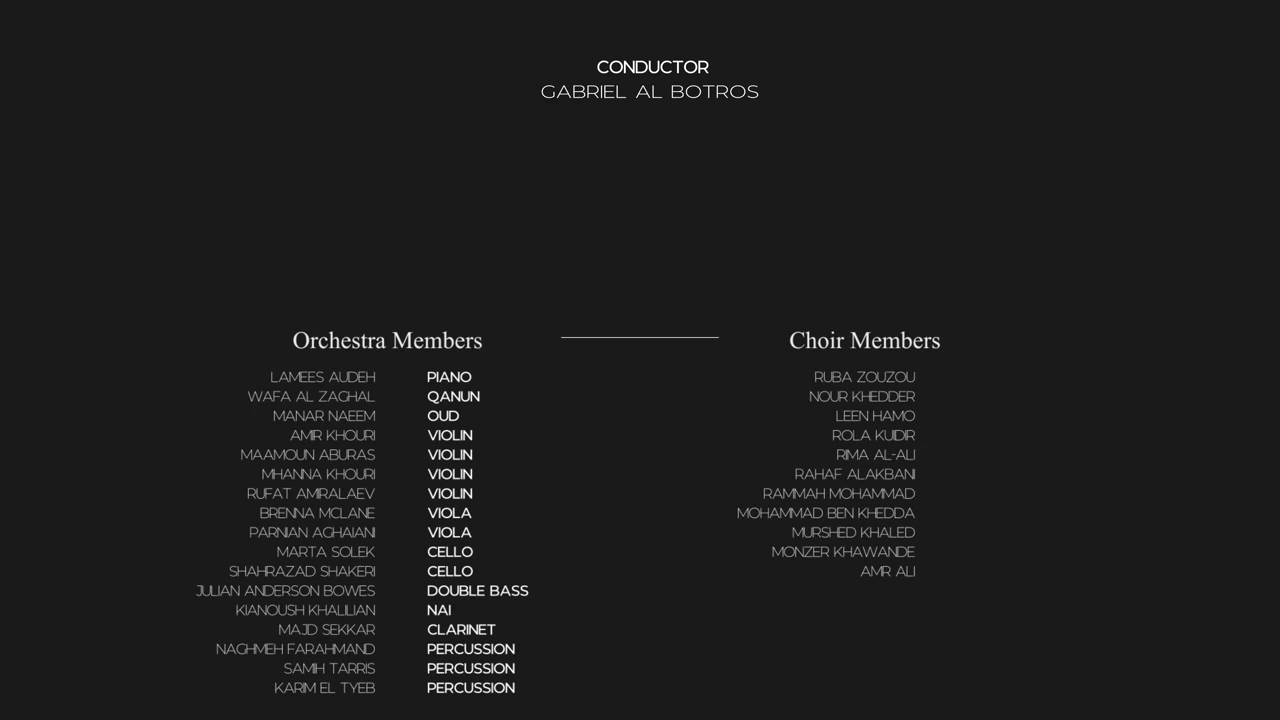 CONDUCTOR
GABRIEL AL BOTROS
Orchestra Members
LAMEES AUDEH PIANO
WAFA AL ZAGHAL QANUN
MANAR NAEEM OUD
AMIR KHOURI VIOLIN
MAAMOUN ABURAS VIOLIN
MHANNA KHOURI VIOLIN
RUFAT AMIRALAEV VIOLIN
BRENNA MCLANE VIOLA
PARNIAN AGHAIANI VIOLA
MARTA SOLEK CELLO
SHAHRAZAD SHAKERI CELLO
JULIAN ANDERSON BOWES DOUBLE BASS
KIANOUSH KHALILIAN NAI
MAJD SEKKAR CLARINET
NAGHMEH FARAHMAND PERCUSSION
SAMIH TARRIS PERCUSSION
KARIM EL TYEB PERCUSSION
Choir Members
RUBA ZOUZOU
NOUR KHEDDER
LEEN HAMO
ROLA KUIDIR
RIMA AL-ALI
RAHAF ALAKBANI
RAMMAH MOHAMMAD
MOHAMMAD BEN KHEDDA
MURSHED KHALED
MONZER KHAWANDE
AMR ALI